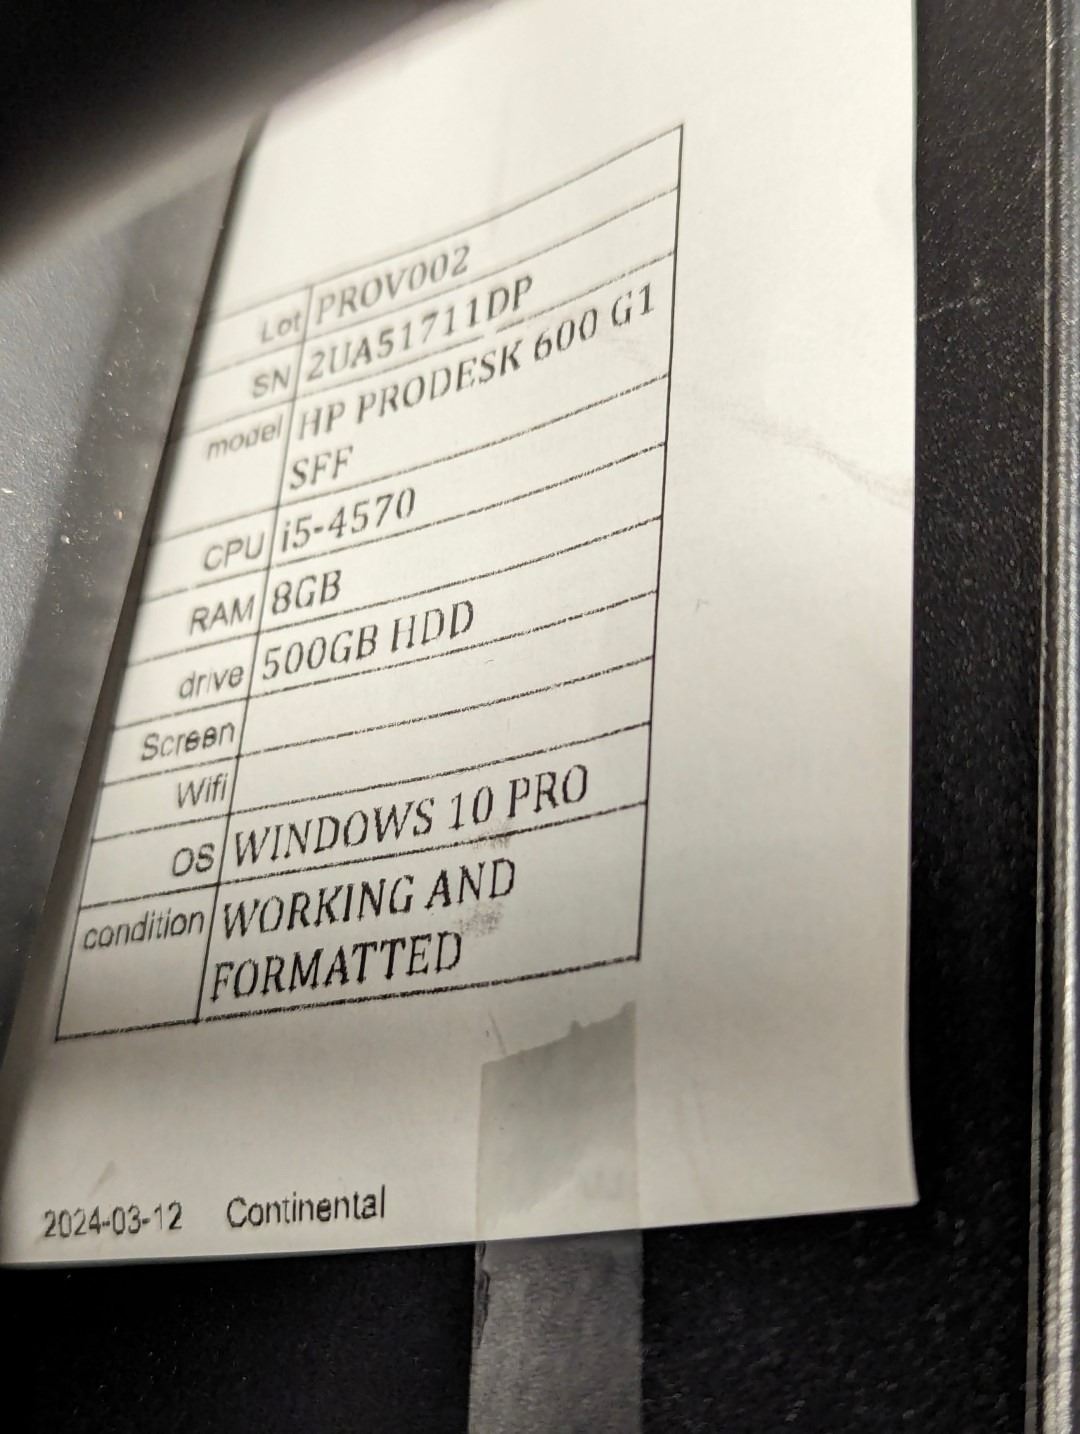 Lot PROV002
SN 2UA51711DP
model HP PRODESK 600 G1
SFF
CPU i5-4570
RAM 8GB
drive 500GB HDD
Screen
Wifi
OS WINDOWS 10 PRO
condition WORKING AND
FORMATTED
2024-03-12 Continental